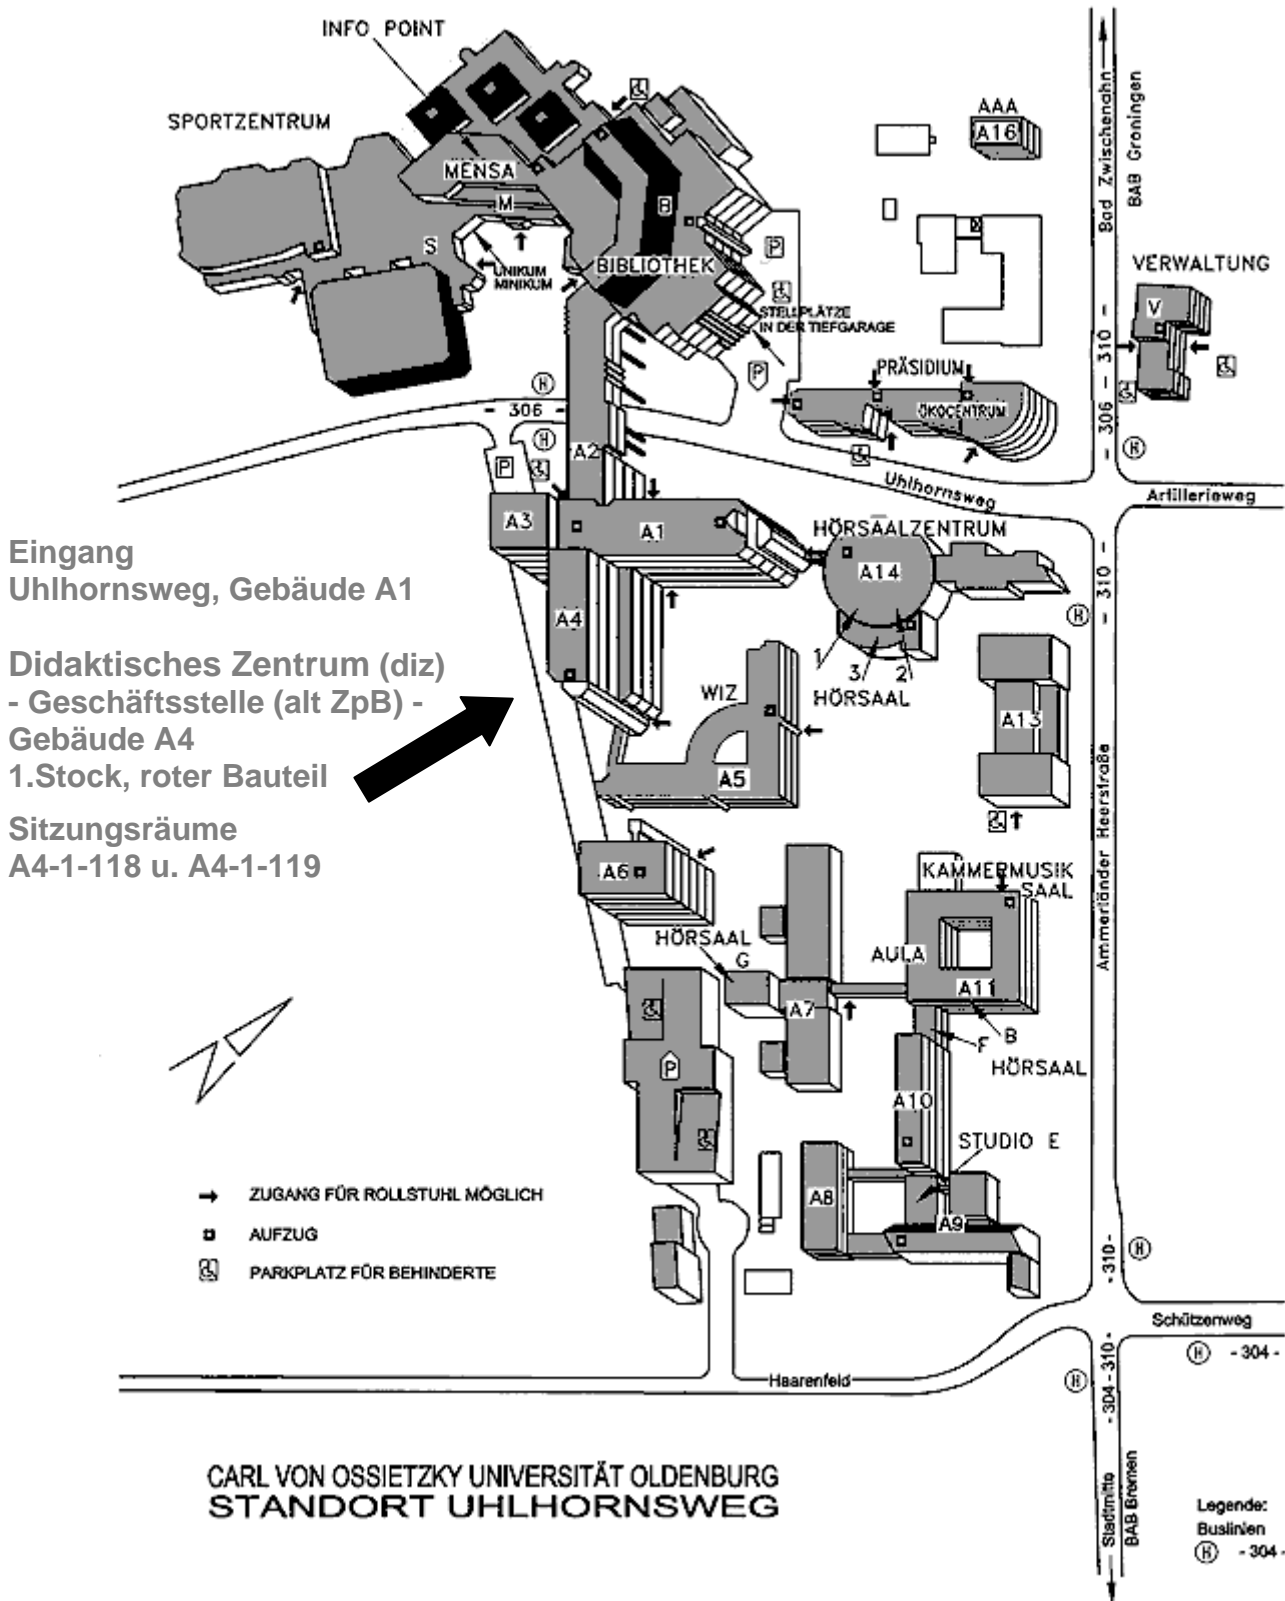 INFO POINT
SPORTZENTRUM
MENSA
M
S
UNIKUM
MINIKUM
B
BIBLIOTHEK
P
STELLPLÄTZE
IN DER TIEFGARAGE
P
AAA
A16
Bad Zwischenahn
BAB Groningen
VERWALTUNG
V
PRÄSIDIUM
ÖKOCENTRUM
- 306 - 310 -
H
H
- 306 -
H
H
P
A2
Uhlhornsweg
Artillerieweg
A3
A1
A4
HÖRSAALZENTRUM
A14
1
3
2
HÖRSAAL
- 310 -
H
Eingang
Uhlhornsweg, Gebäude A1
Didaktisches Zentrum (diz)
- Geschäftsstelle (alt ZpB) -
Gebäude A4
1.Stock, roter Bauteil
Sitzungsräume
A4-1-118 u. A4-1-119
WIZ
A5
A13
Ammerländer Heerstraße
A6
KAMMERMUSIK
SAAL
HÖRSAAL
G
AULA
A11
A7
B
F
HÖRSAAL
P
A10
STUDIO E
A8
A9
ZUGANG FÜR ROLLSTUHL MÖGLICH
AUFZUG
PARKPLATZ FÜR BEHINDERTE
-310-
H
Schützenweg
H - 304 -
Haarenfeld
H
-304-310-
CARL VON OSSIETZKY UNIVERSITÄT OLDENBURG
STANDORT UHLHORNSWEG
Stadtmitte
BAB Bremen
Legende:
Buslinien
H - 304 -